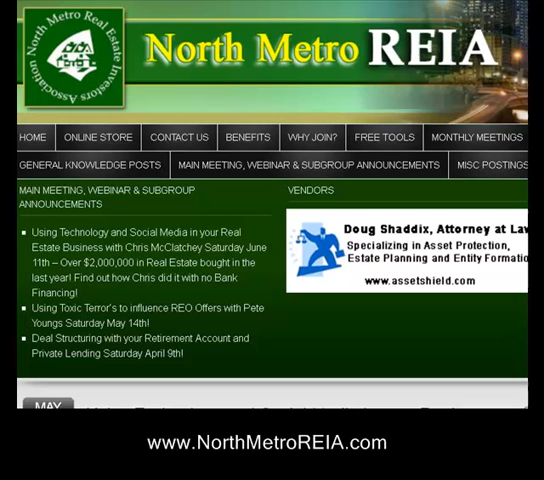 North Metro Real Estate Investors Association
North Metro REIA
HOME ONLINE STORE CONTACT US BENEFITS WHY JOIN? FREE TOOLS MONTHLY MEETINGS
GENERAL KNOWLEDGE POSTS MAIN MEETING, WEBINAR & SUBGROUP ANNOUNCEMENTS MISC POSTINGS
MAIN MEETING, WEBINAR & SUBGROUP
ANNOUNCEMENTS
Using Technology and Social Media in your Real
Estate Business with Chris McClatchey Saturday June
11th – Over $2,000,000 in Real Estate bought in the
last year! Find out how Chris did it with no Bank
Financing!
Using Toxic Terror's to influence REO Offers with Pete
Youngs Saturday May 14th!
Deal Structuring with your Retirement Account and
Private Lending Saturday April 9th!
VENDORS
Doug Shaddix, Attorney at Law
Specializing in Asset Protection,
Estate Planning and Entity Formatio
www.assetshield.com
MAY
www.NorthMetroREIA.com